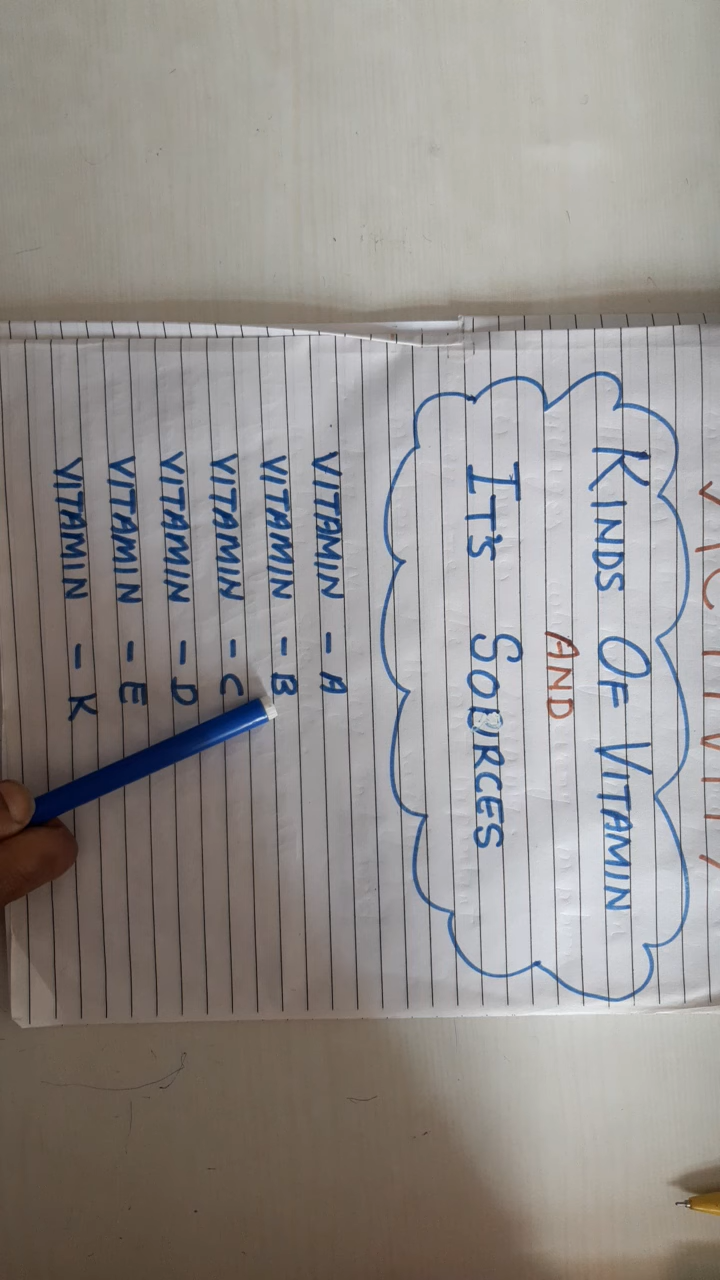 KINDS OF VITAMIN
AND
IT'S SOURCES
VITAMIN - A
VITAMIN - B
VITAMIN - C
VITAMIN - D
VITAMIN - E
VITAMIN - K